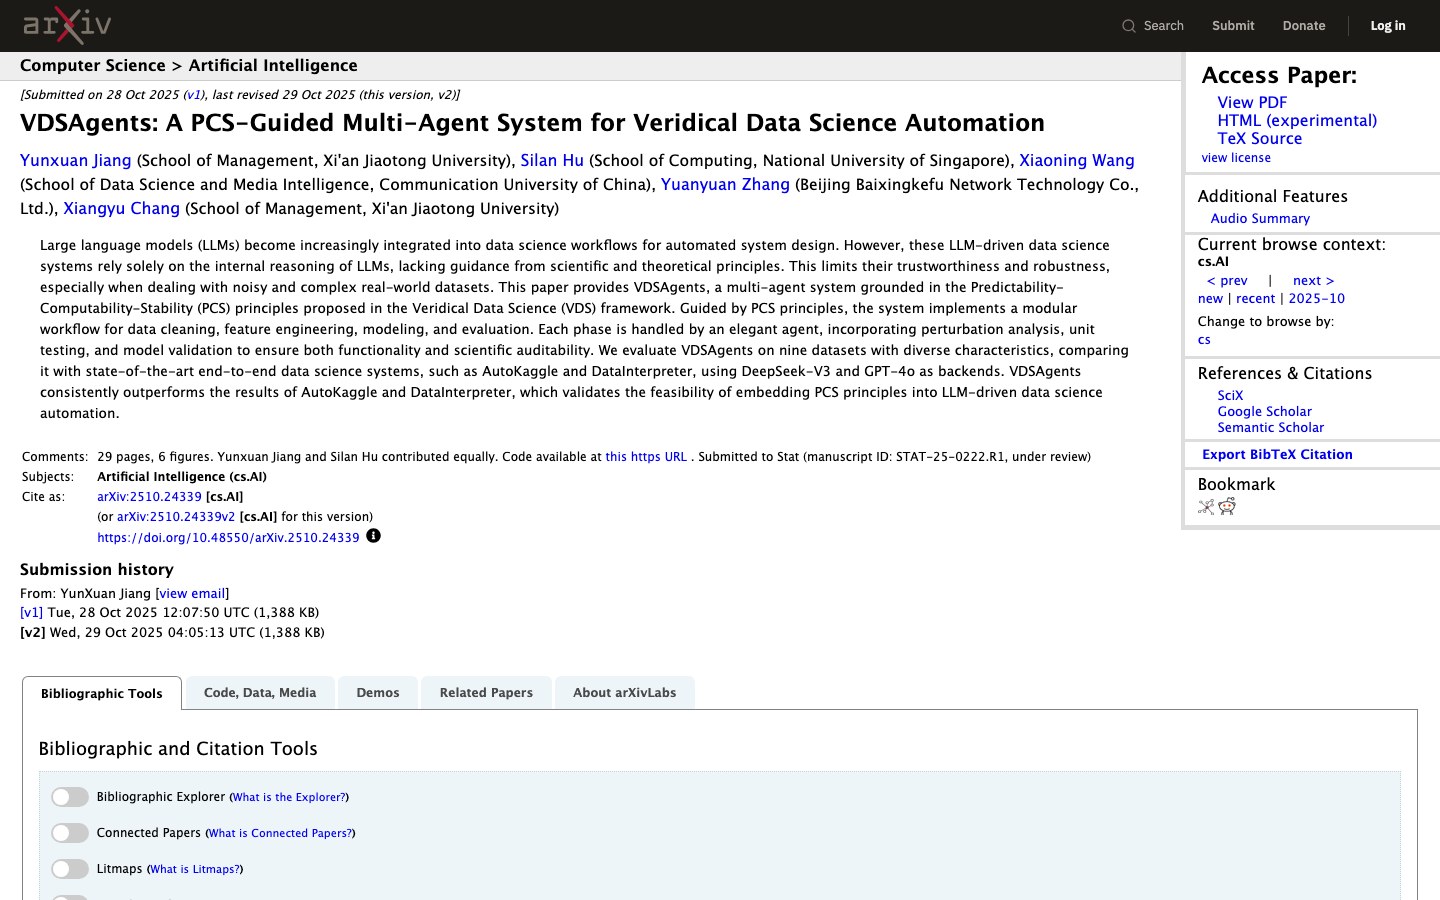 arXiv
Search
Submit
Donate
Log in
Computer Science > Artificial Intelligence
[Submitted on 28 Oct 2025 (v1), last revised 29 Oct 2025 (this version, v2)]
VDSAgents: A PCS-Guided Multi-Agent System for Veridical Data Science Automation
Yunxuan Jiang (School of Management, Xi'an Jiaotong University), Silan Hu (School of Computing, National University of Singapore), Xiaoning Wang
(School of Data Science and Media Intelligence, Communication University of China), Yuanyuan Zhang (Beijing Baixingkefu Network Technology Co.,
Ltd.), Xiangyu Chang (School of Management, Xi'an Jiaotong University)
Large language models (LLMs) become increasingly integrated into data science workflows for automated system design. However, these LLM-driven data science
systems rely solely on the internal reasoning of LLMs, lacking guidance from scientific and theoretical principles. This limits their trustworthiness and robustness,
especially when dealing with noisy and complex real-world datasets. This paper provides VDSAgents, a multi-agent system grounded in the Predictability-
Computability-Stability (PCS) principles proposed in the Veridical Data Science (VDS) framework. Guided by PCS principles, the system implements a modular
workflow for data cleaning, feature engineering, modeling, and evaluation. Each phase is handled by an elegant agent, incorporating perturbation analysis, unit
testing, and model validation to ensure both functionality and scientific auditability. We evaluate VDSAgents on nine datasets with diverse characteristics, comparing
it with state-of-the-art end-to-end data science systems, such as AutoKaggle and DataInterpreter, using DeepSeek-V3 and GPT-4o as backends. VDSAgents
consistently outperforms the results of AutoKaggle and DataInterpreter, which validates the feasibility of embedding PCS principles into LLM-driven data science
automation.
Comments: 29 pages, 6 figures. Yunxuan Jiang and Silan Hu contributed equally. Code available at this https URL . Submitted to Stat (manuscript ID: STAT-25-0222.R1, under review)
Subjects: Artificial Intelligence (cs.AI)
Cite as: arXiv:2510.24339 [cs.AI]
(or arXiv:2510.24339v2 [cs.AI] for this version)
https://doi.org/10.48550/arXiv.2510.24339
Submission history
From: YunXuan Jiang [view email]
[v1] Tue, 28 Oct 2025 12:07:50 UTC (1,388 KB)
[v2] Wed, 29 Oct 2025 04:05:13 UTC (1,388 KB)
Access Paper:
View PDF
HTML (experimental)
TeX Source
view license
Additional Features
Audio Summary
Current browse context:
cs.AI
< prev | next >
new | recent | 2025-10
Change to browse by:
cs
References & Citations
SciX
Google Scholar
Semantic Scholar
Export BibTeX Citation
Bookmark
Bibliographic Tools
Code, Data, Media
Demos
Related Papers
About arXivLabs
Bibliographic and Citation Tools
Bibliographic Explorer (What is the Explorer?)
Connected Papers (What is Connected Papers?)
Litmaps (What is Litmaps?)